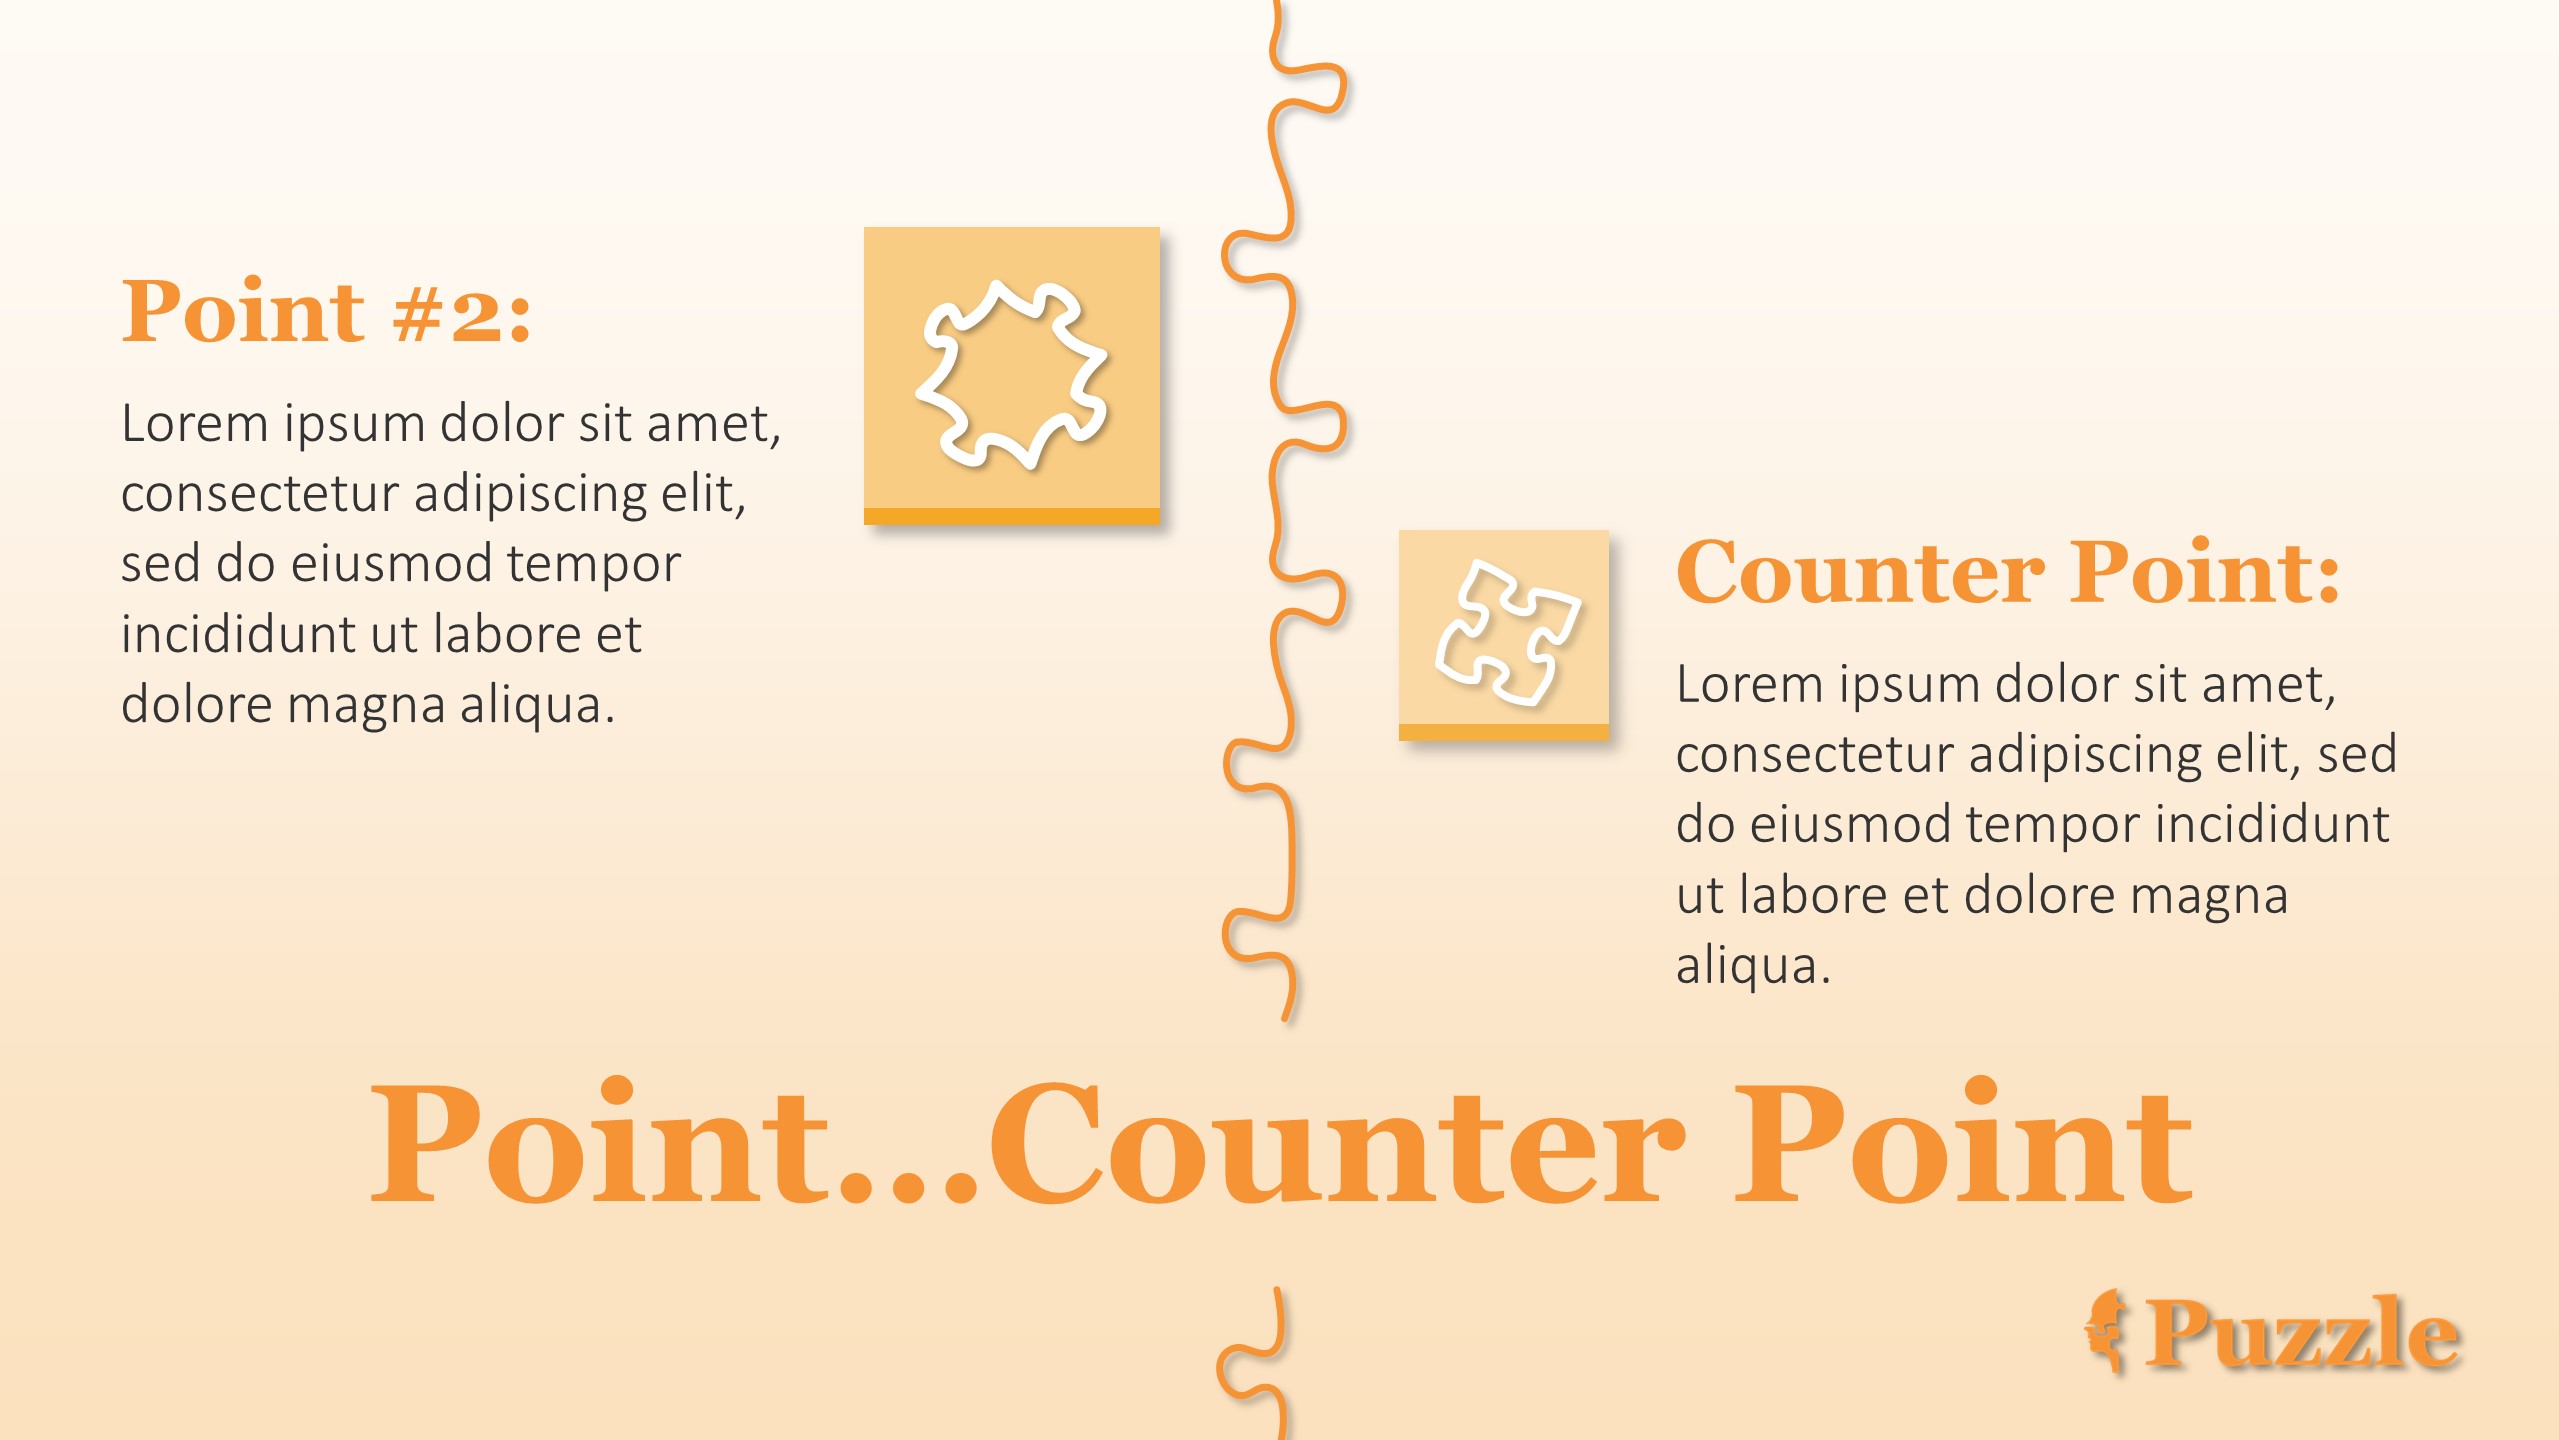 Point #2:
Lorem ipsum dolor sit amet,
consectetur adipiscing elit,
sed do eiusmod tempor
incididunt ut labore et
dolore magna aliqua.
Counter Point:
Lorem ipsum dolor sit amet,
consectetur adipiscing elit, sed
do eiusmod tempor incididunt
ut labore et dolore magna
aliqua.
Point...Counter Point
Puzzle